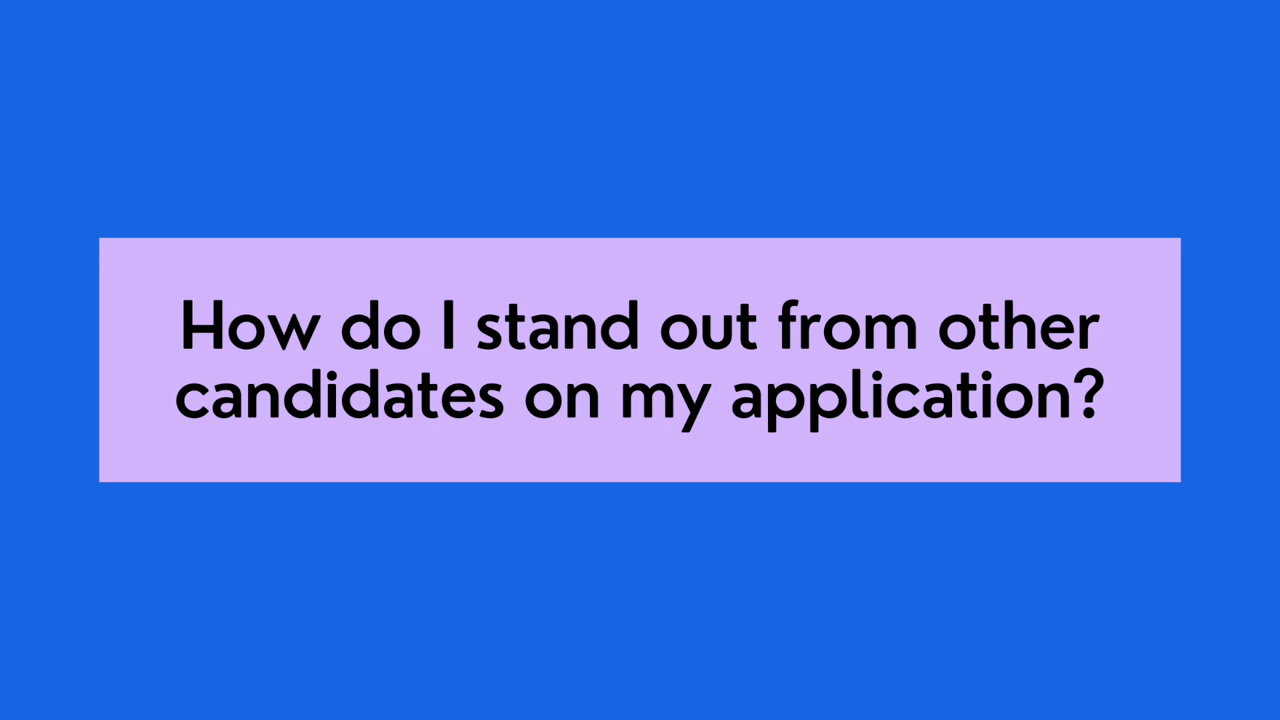 How do I stand out from other
candidates on my application?